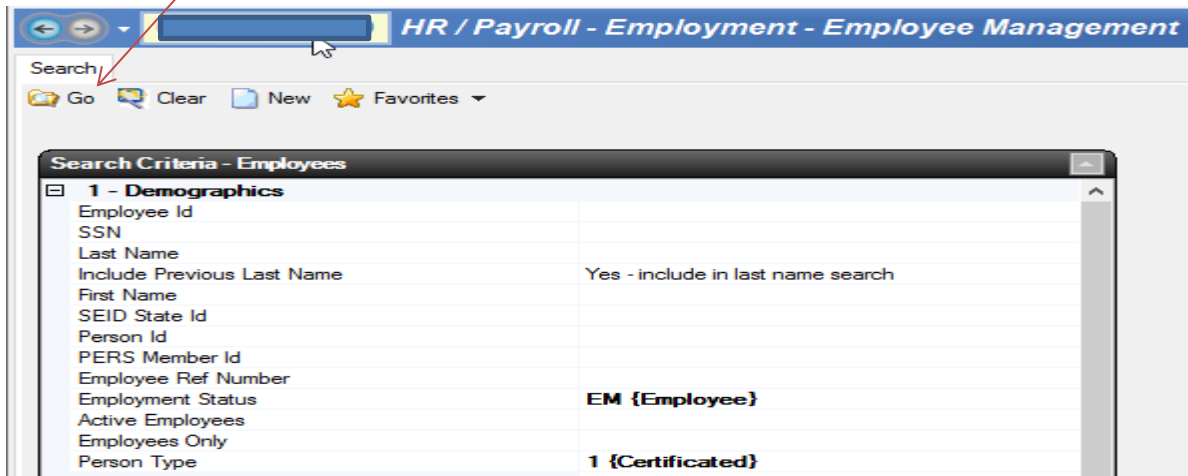 HR / Payroll - Employment - Employee Management
Search
Go Clear New Favorites
Search Criteria - Employees
1 - Demographics
Employee Id
SSN
Last Name
Include Previous Last Name Yes - include in last name search
First Name
SEID State Id
Person Id
PERS Member Id
Employee Ref Number
Employment Status EM {Employee}
Active Employees
Employees Only
Person Type 1 {Certificated}